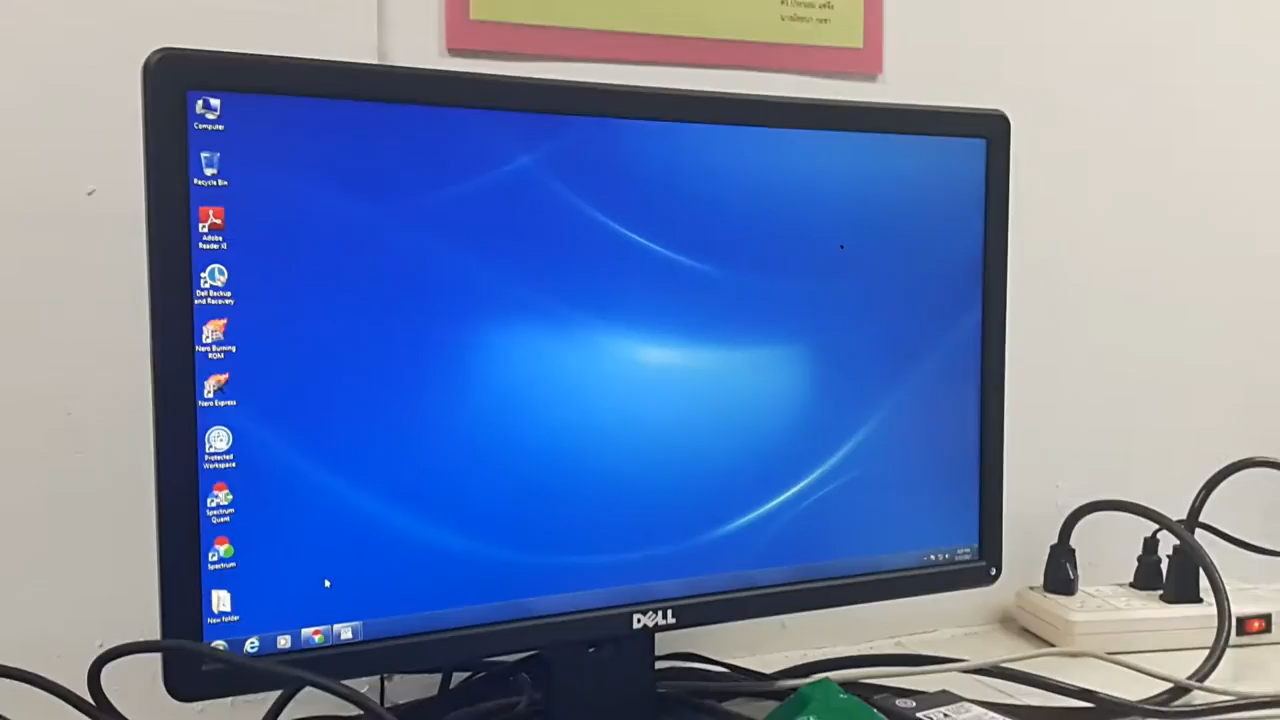 Computer
Recycle Bin
Adobe
Reader XI
Dell Backup
and Recovery
Nero Burning
ROM
Nero Express
Protected
Workspace
Spectrum
Quant
Spectrum
New folder
DELL